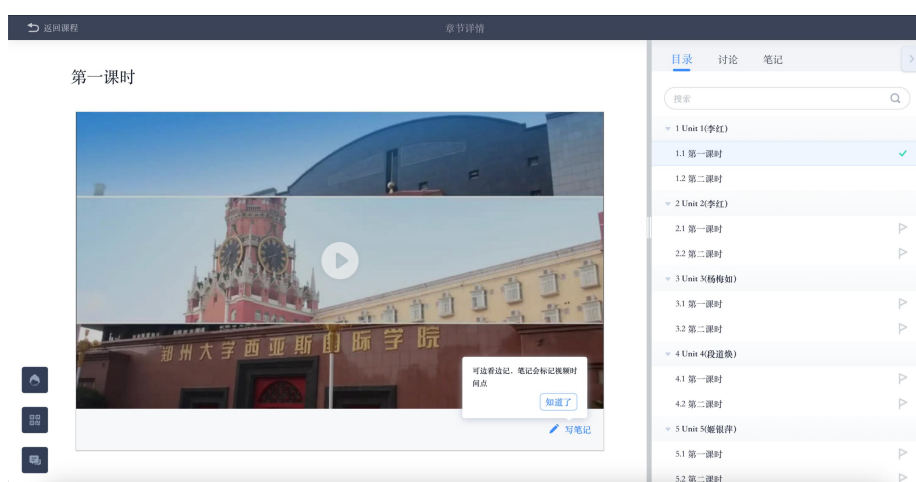 返回课程
章节详情
第一课时
郑州大学西亚斯国际学院
可边看边记，笔记会标记视频时
间点
知道了
写笔记
目录 讨论 笔记
搜索
1 Unit 1(李红)
1.1 第一课时
1.2 第二课时
2 Unit 2(李红)
2.1 第一课时
2.2 第二课时
3 Unit 3(杨梅如)
3.1 第一课时
3.2 第二课时
4 Unit 4(段道焕)
4.1 第一课时
4.2 第二课时
5 Unit 5(姬银萍)
5.1 第一课时
5.2 第二课时